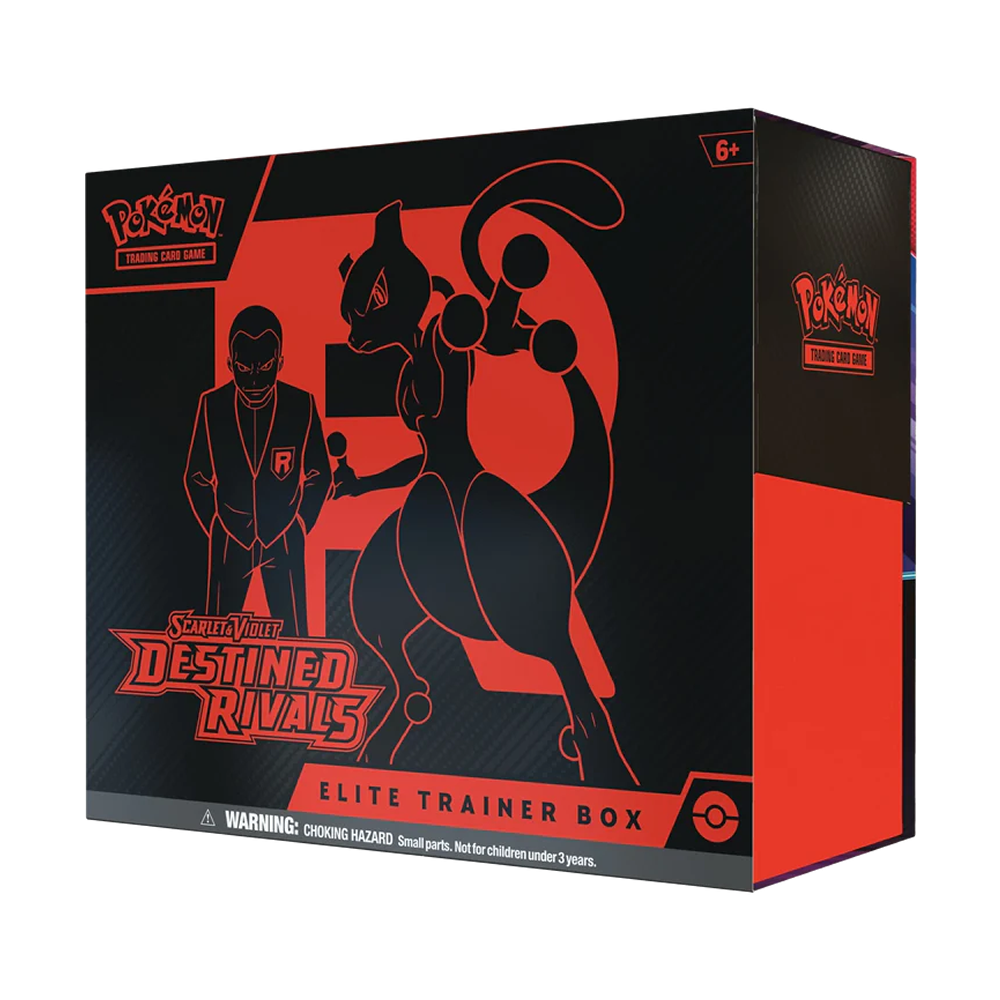 POKéMON
TRADING CARD GAME
6+
POKéMON
TRADING CARD GAME
R
SCARLET & VIOLET
DESTINED
RIVALS
ELITE TRAINER BOX
WARNING: CHOKING HAZARD Small parts. Not for children under 3 years.